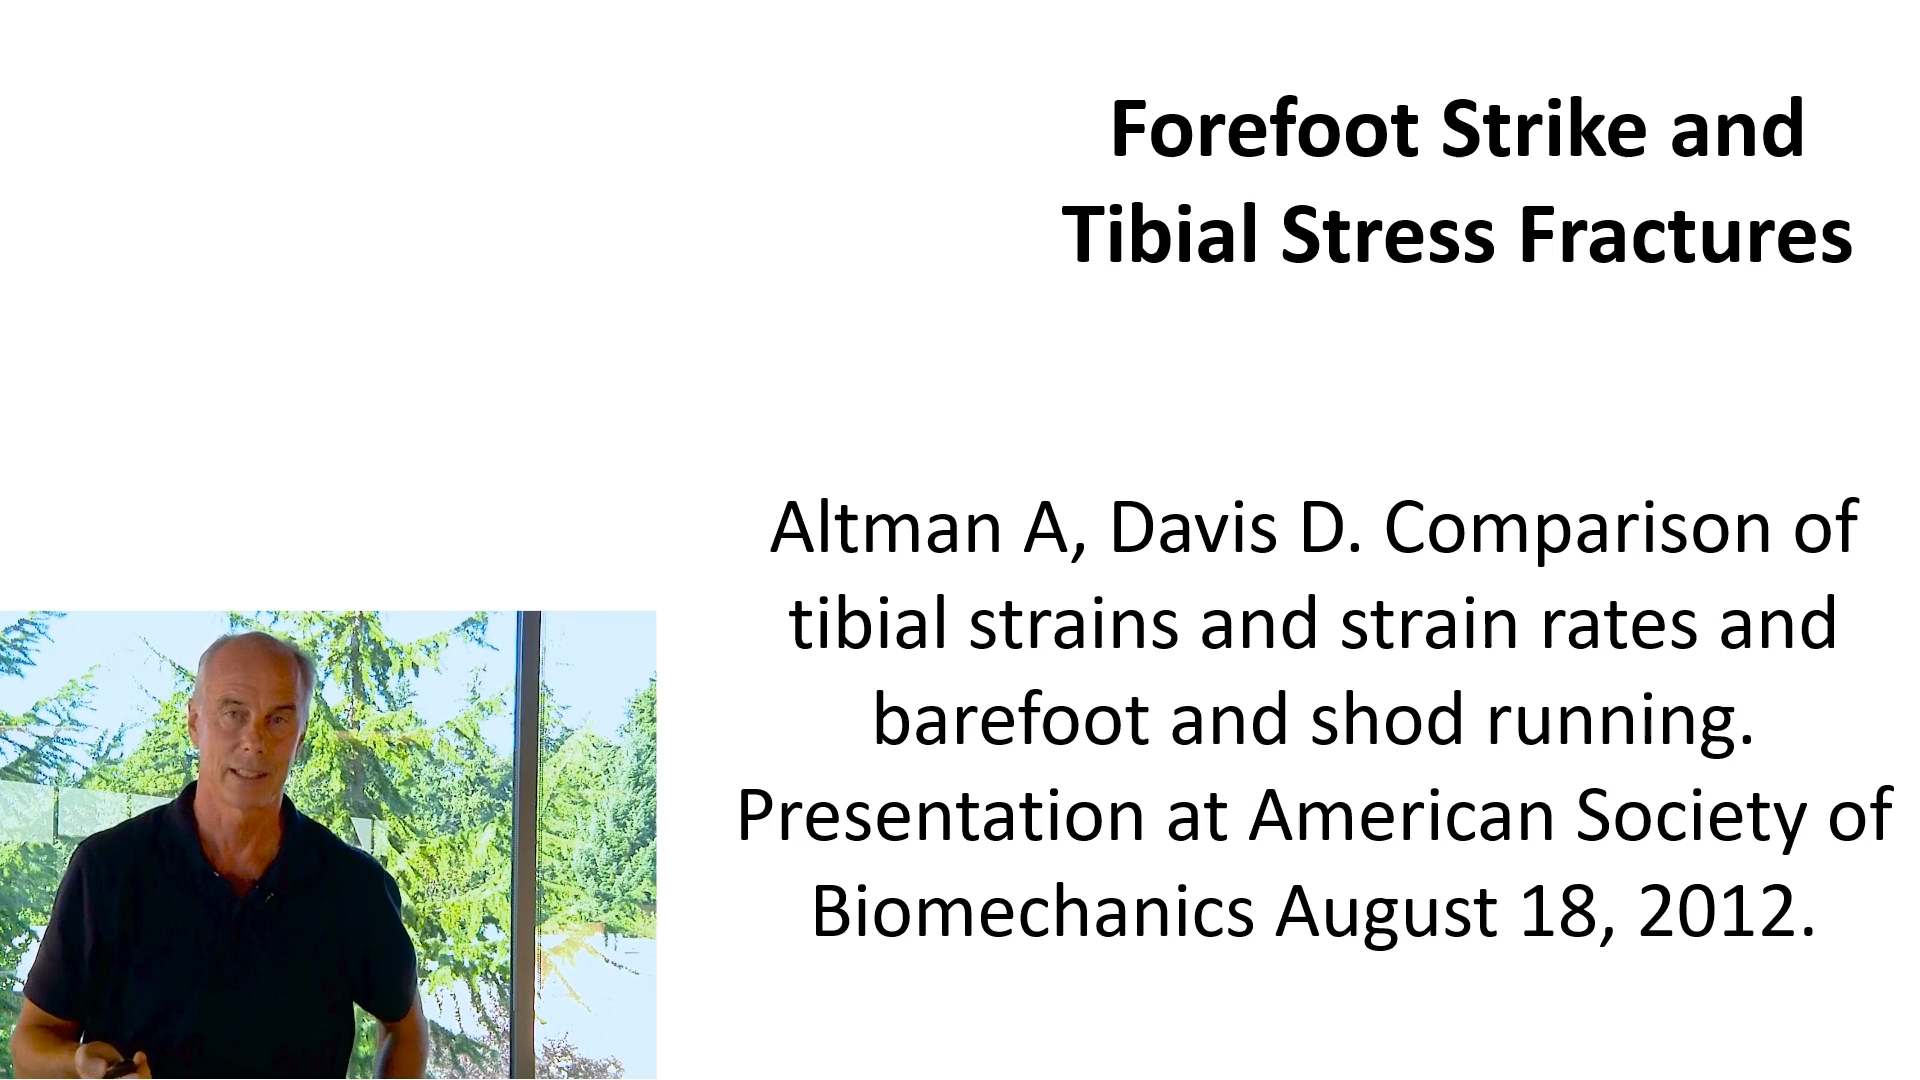 Forefoot Strike and
Tibial Stress Fractures
Altman A, Davis D. Comparison of
tibial strains and strain rates and
barefoot and shod running.
Presentation at American Society of
Biomechanics August 18, 2012.